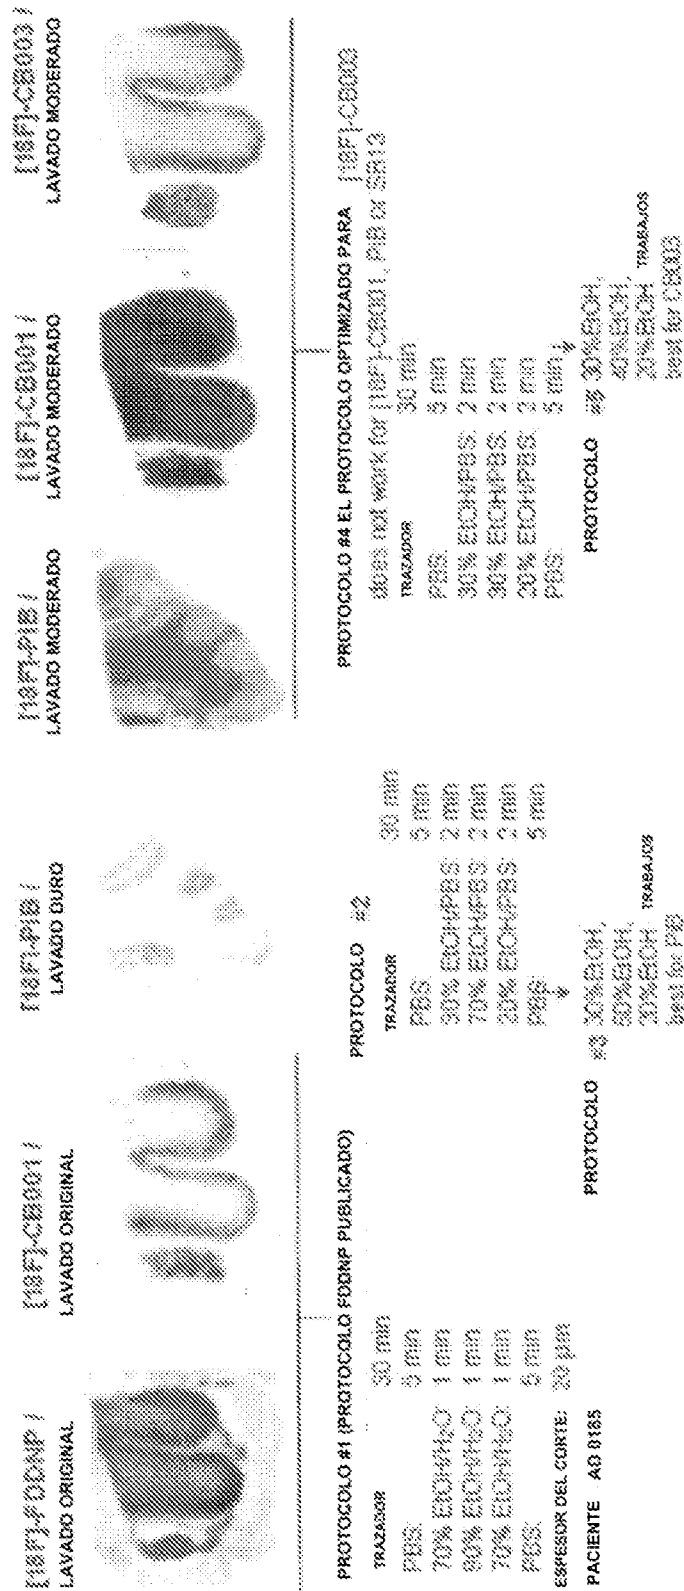 [18F]-FDDNP /
LAVADO ORIGINAL
[18F]-CB001 /
LAVADO ORIGINAL
[18F]-PIB /
LAVADO DURO
[18F]-PIB /
LAVADO MODERADO
[18F]-CB001 /
LAVADO MODERADO
[18F]-CB003 /
LAVADO MODERADO
PROTOCOLO #1 (PROTOCOLO FDDNP PUBLICADO)
TRAZADOR 30 min
PBS: 5 min
70% EtOH/H2O: 1 min
90% EtOH/H2O: 1 min
70% EtOH/H2O: 1 min
PBS: 5 min
ESPESOR DEL CORTE: 20 µm
PACIENTE AD 0185
PROTOCOLO #2
TRAZADOR 30 min
PBS: 5 min
30% EtOH/PBS: 2 min
70% EtOH/PBS: 2 min
30% EtOH/PBS: 2 min
PBS: 5 min
PROTOCOLO #3 30%EtOH,
50%EtOH,
30%EtOH TRABAJOS
best for PIB
PROTOCOLO #4 EL PROTOCOLO OPTIMIZADO PARA [18F]-CB003
does not work for [18F]-CB001, PIB or SB13
TRAZADOR 30 min
PBS: 5 min
30% EtOH/PBS: 2 min
30% EtOH/PBS: 2 min
30% EtOH/PBS: 2 min
PBS: 5 min
PROTOCOLO #5 30%EtOH,
40%EtOH,
20%EtOH TRABAJOS
best for CB003